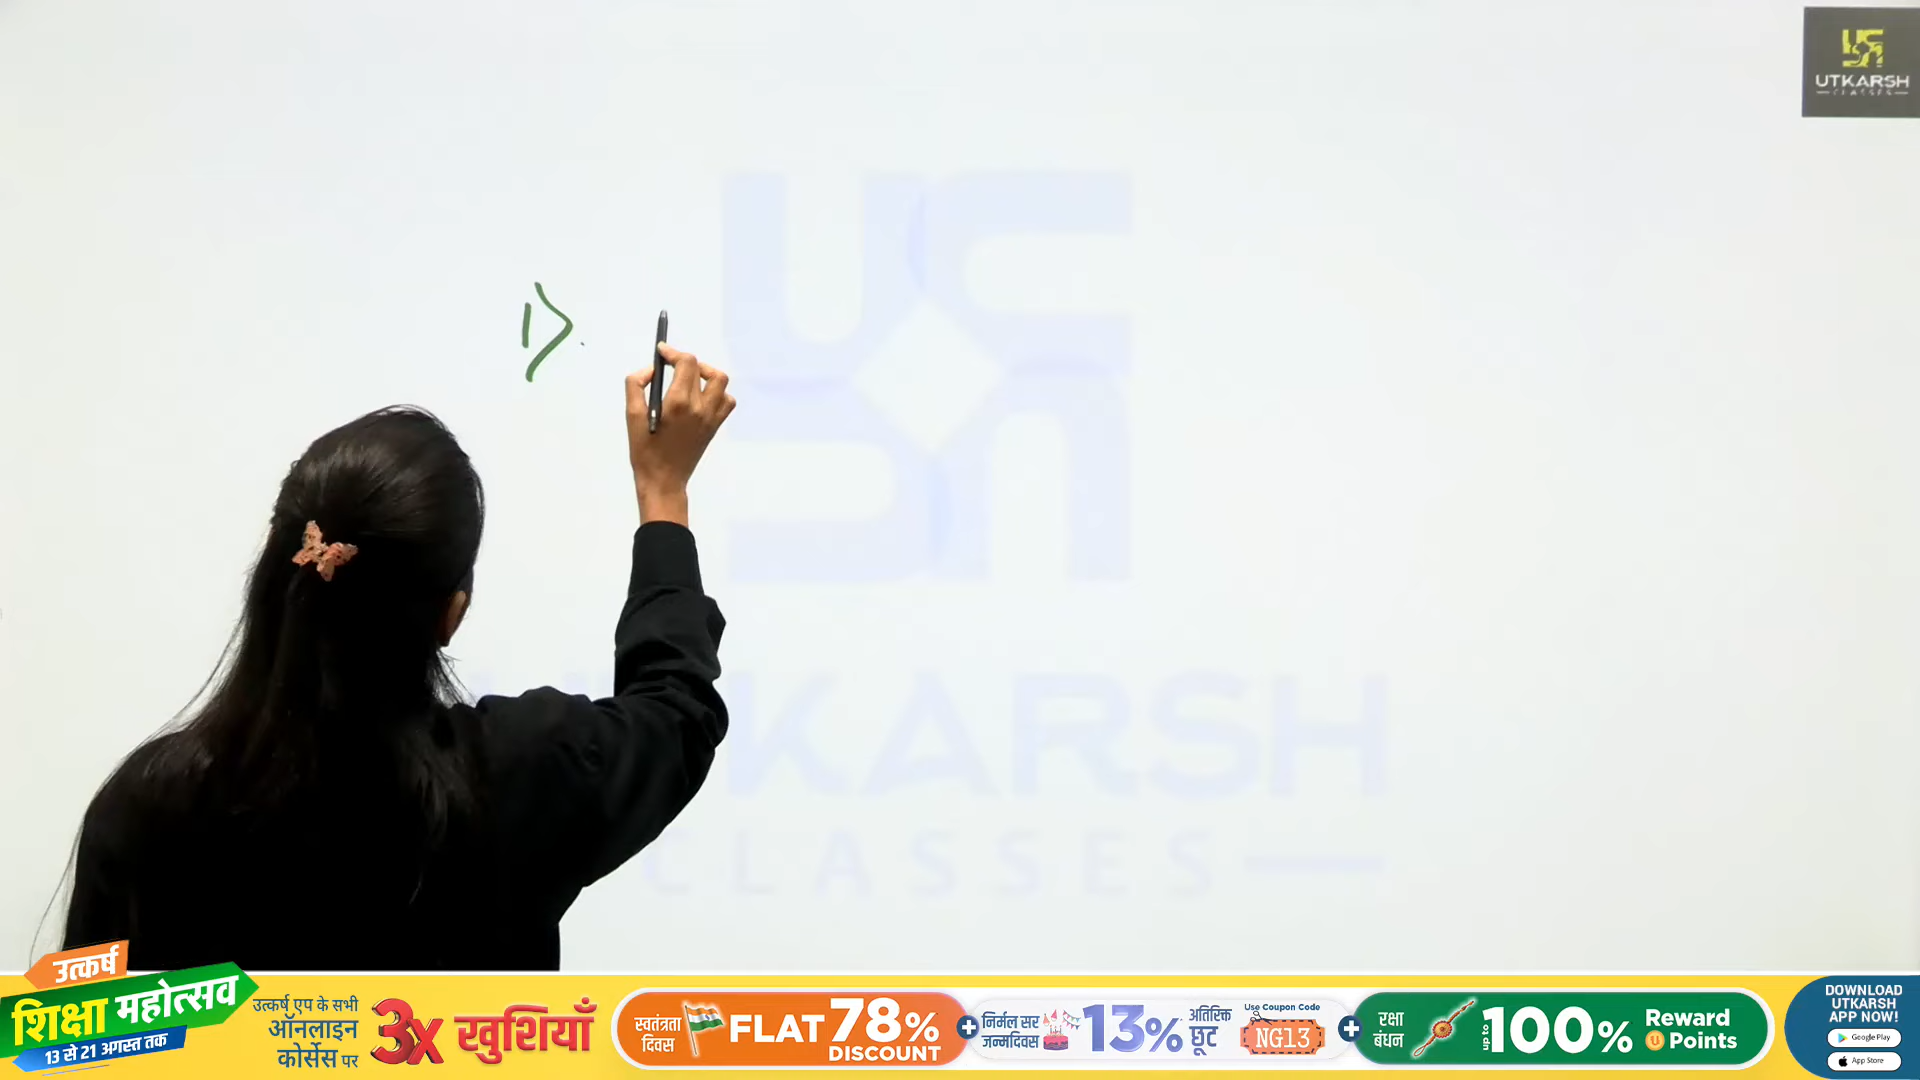 UTKARSH
CLASSES
1)
UTKARSH
CLASSES
उत्कर्ष
शिक्षा महोत्सव
13 से 21 अगस्त तक
उत्कर्ष एप के सभी
ऑनलाइन
कोर्सेस पर
3x खुशियाँ
स्वतंत्रता
दिवस
FLAT 78%
DISCOUNT
निर्मल सर
जन्मदिवस
13%
अतिरिक्त
छूट
Use Coupon Code
NG13
रक्षा
बंधन
up to
100%
Reward
Points
DOWNLOAD
UTKARSH
APP NOW!
Google Play
App Store